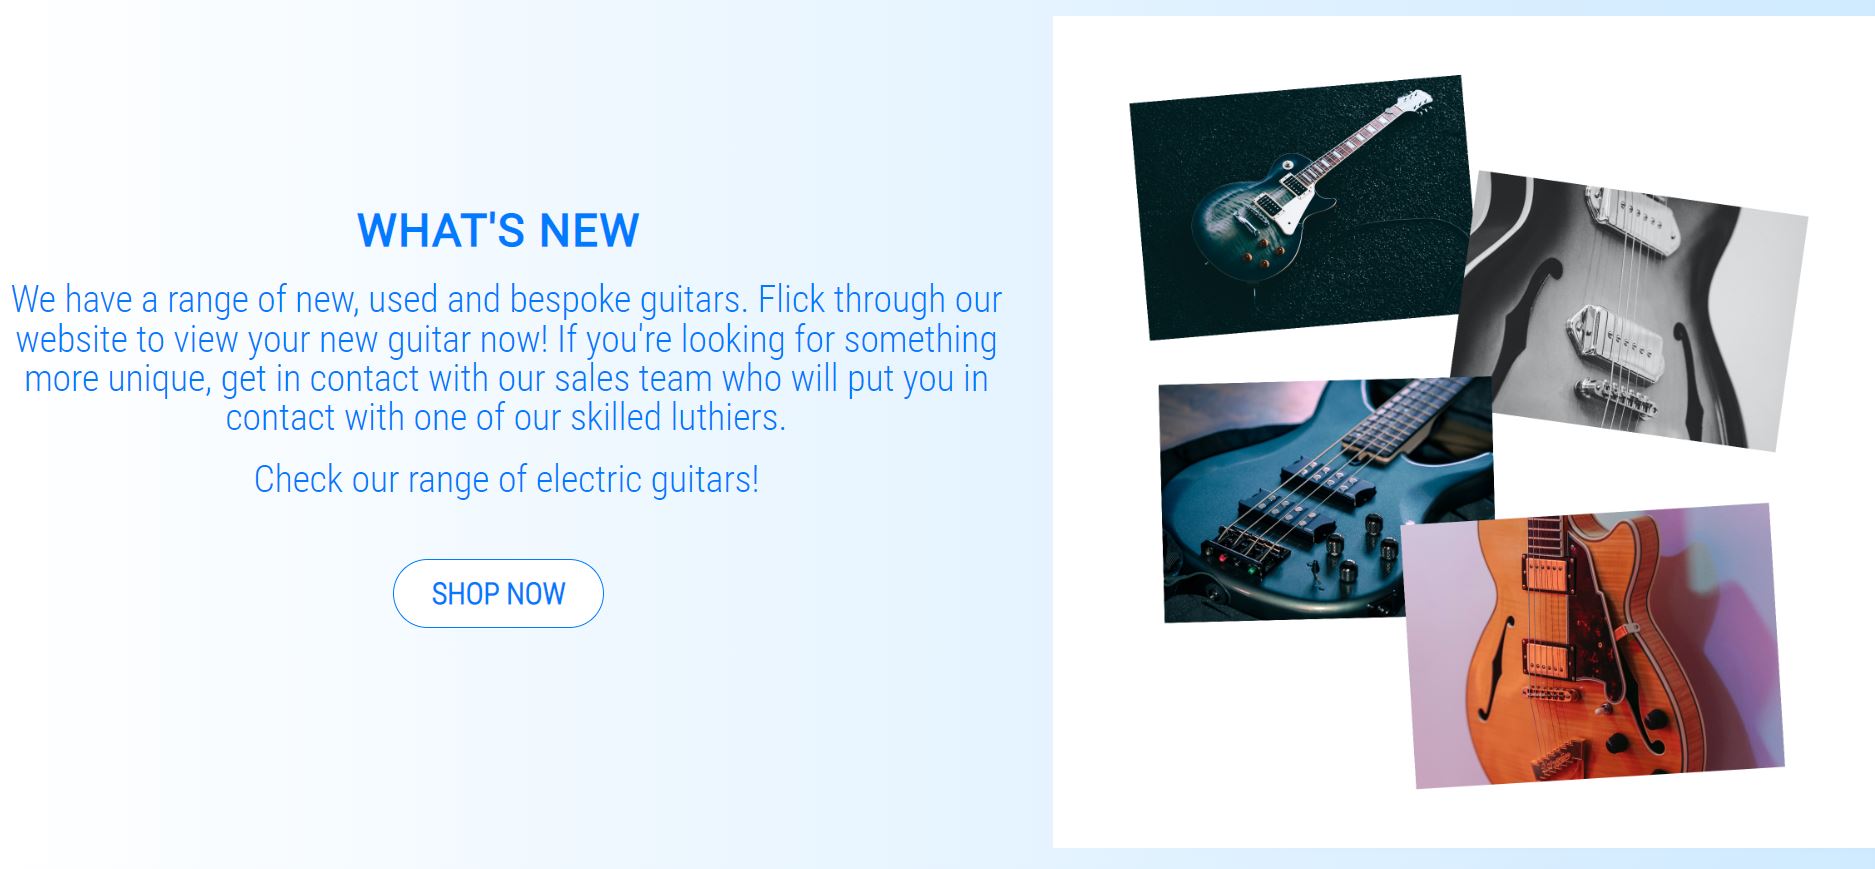 WHAT'S NEW
We have a range of new, used and bespoke guitars. Flick through our
website to view your new guitar now! If you're looking for something
more unique, get in contact with our sales team who will put you in
contact with one of our skilled luthiers.
Check our range of electric guitars!
SHOP NOW